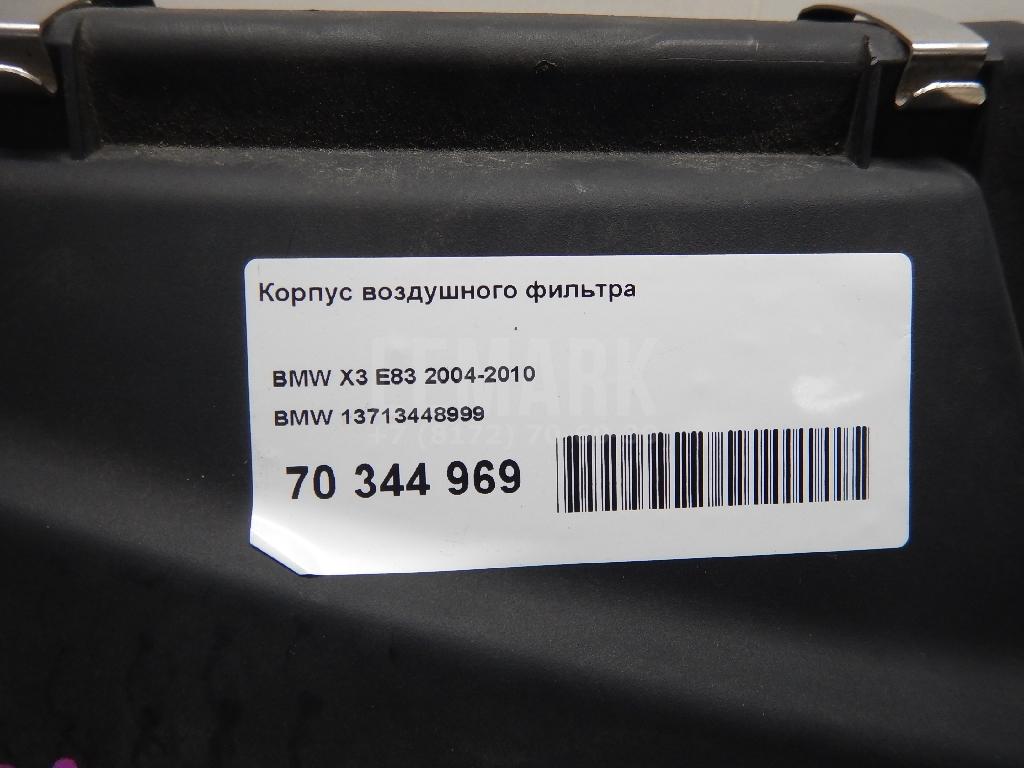 Корпус воздушного фильтра
BMW X3 E83 2004-2010
BMW 13713448999
70 344 969